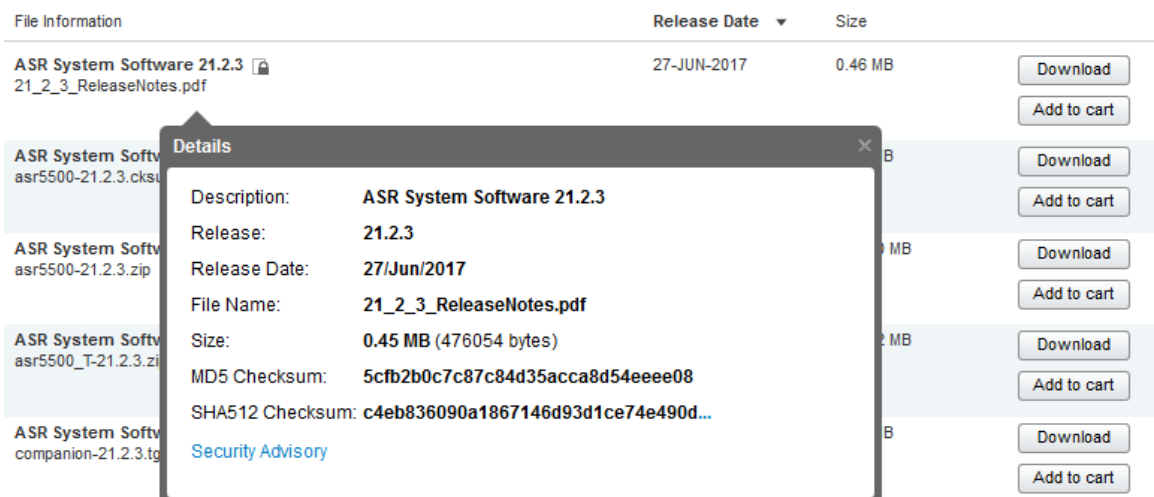 File Information Release Date Size
ASR System Software 21.2.3 27-JUN-2017 0.46 MB Download
21_2_3_ReleaseNotes.pdf
Add to cart
Details
ASR System Softw B Download
asr5500-21.2.3.cksu
Description: ASR System Software 21.2.3 Add to cart
Release: 21.2.3
ASR System Softw MB Download
asr5500-21.2.3.zip Release Date: 27/Jun/2017
File Name: 21_2_3_ReleaseNotes.pdf Add to cart
ASR System Softw Size: 0.45 MB (476054 bytes) MB Download
asr5500_T-21.2.3.zi
MD5 Checksum: 5cfb2b0c7c87c84d35acca8d54eeee08 Add to cart
SHA512 Checksum: c4eb836090a1867146d93d1ce74e490d...
ASR System Softw B Download
companion-21.2.3.tg Security Advisory
Add to cart